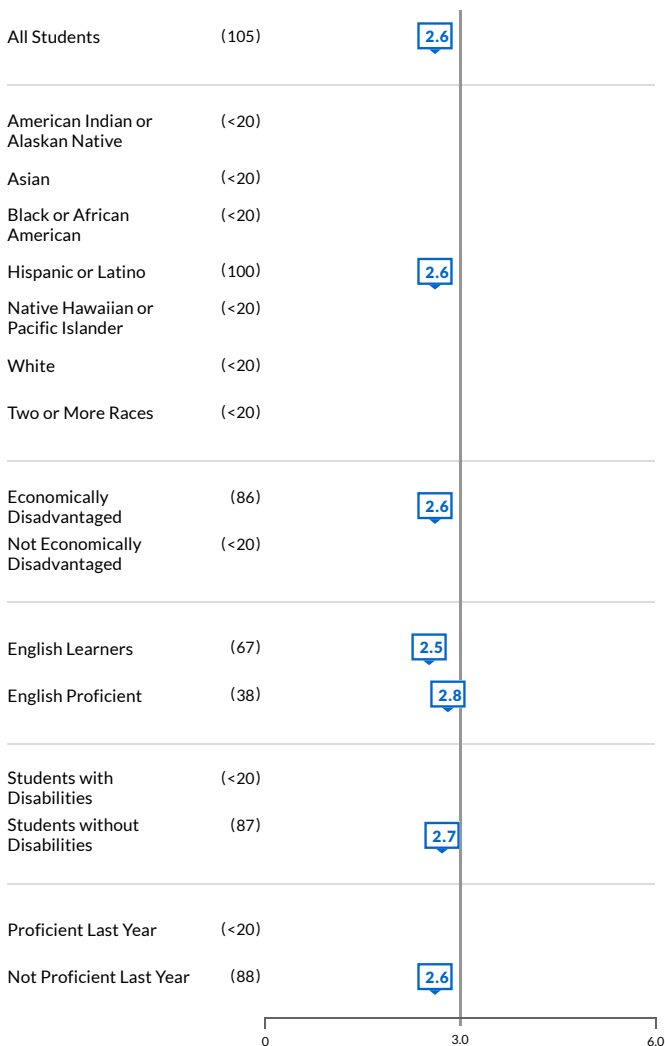 All Students (105) 2.6
American Indian or (<20)
Alaskan Native
Asian (<20)
Black or African (<20)
American
Hispanic or Latino (100) 2.6
Native Hawaiian or (<20)
Pacific Islander
White (<20)
Two or More Races (<20)
Economically (86) 2.6
Disadvantaged
Not Economically (<20)
Disadvantaged
English Learners (67) 2.5
English Proficient (38) 2.8
Students with (<20)
Disabilities
Students without (87) 2.7
Disabilities
Proficient Last Year (<20)
Not Proficient Last Year (88) 2.6
0 3.0 6.0